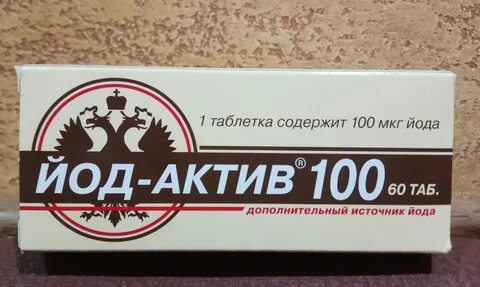 1 таблетка содержит 100 мкг йода
ЙОД-АКТИВ® 100 60 ТАБ.
дополнительный источник йода